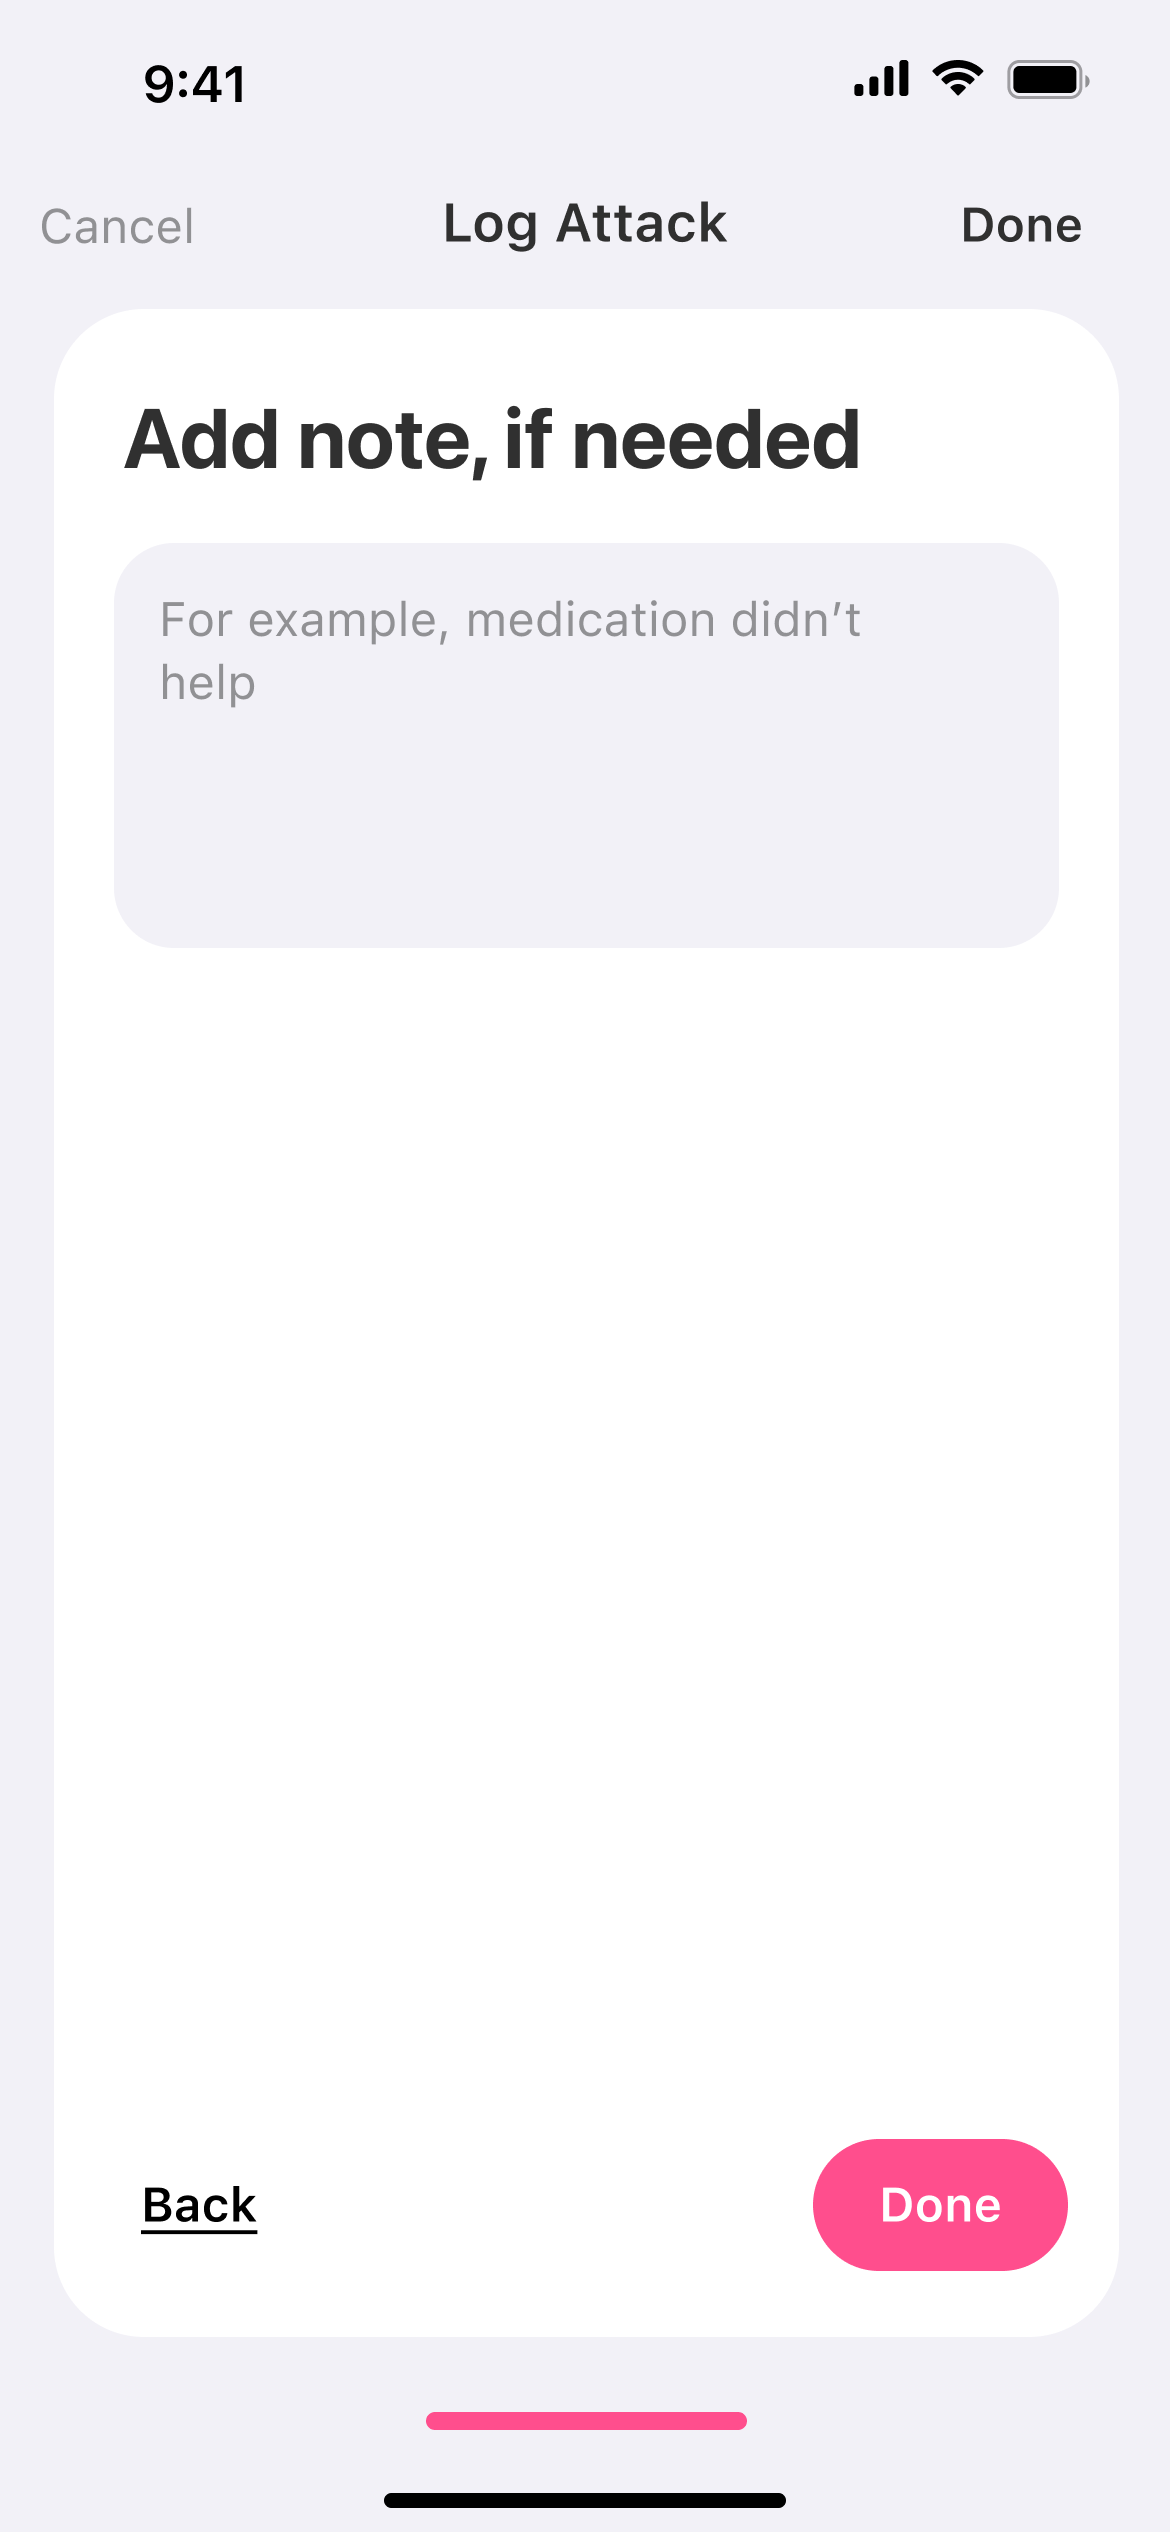 9:41
Cancel
Log Attack
Done
Add note, if needed
For example, medication didn’t
help
Back
Done